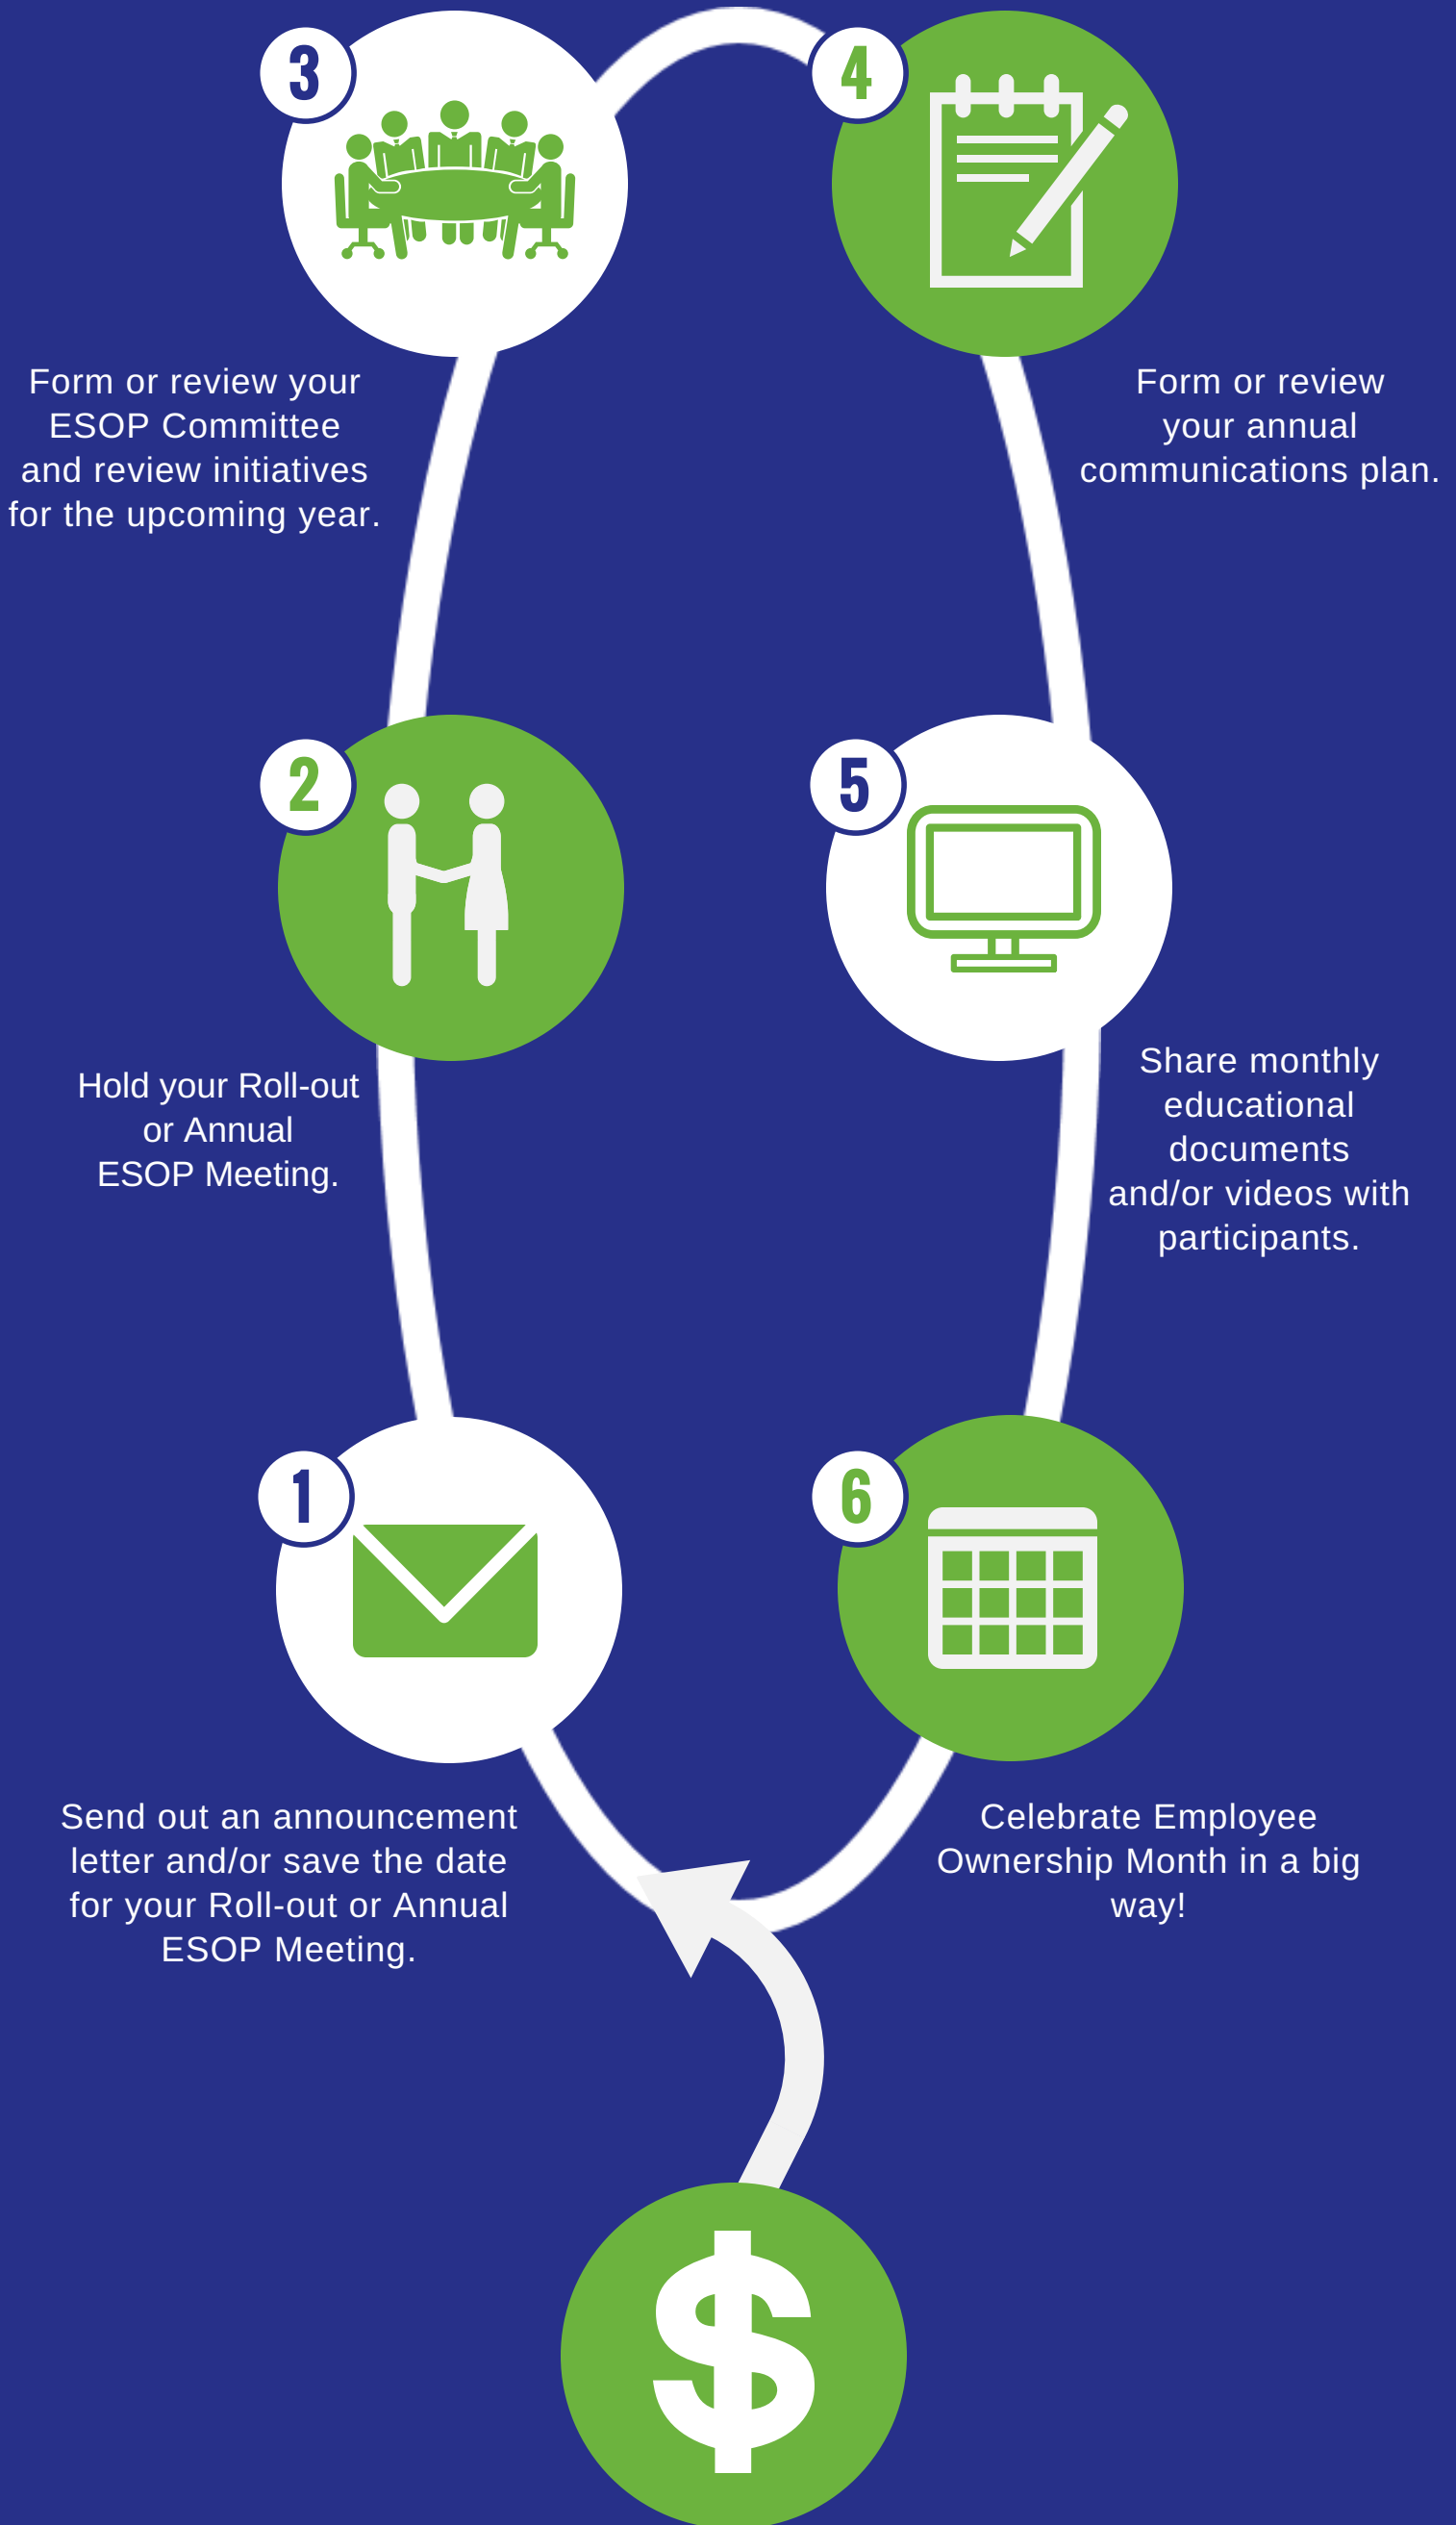 3
Form or review your
ESOP Committee
and review initiatives
for the upcoming year.
4
Form or review
your annual
communications plan.
2
Hold your Roll-out
or Annual
ESOP Meeting.
5
Share monthly
educational
documents
and/or videos with
participants.
1
Send out an announcement
letter and/or save the date
for your Roll-out or Annual
ESOP Meeting.
6
Celebrate Employee
Ownership Month in a big
way!
$